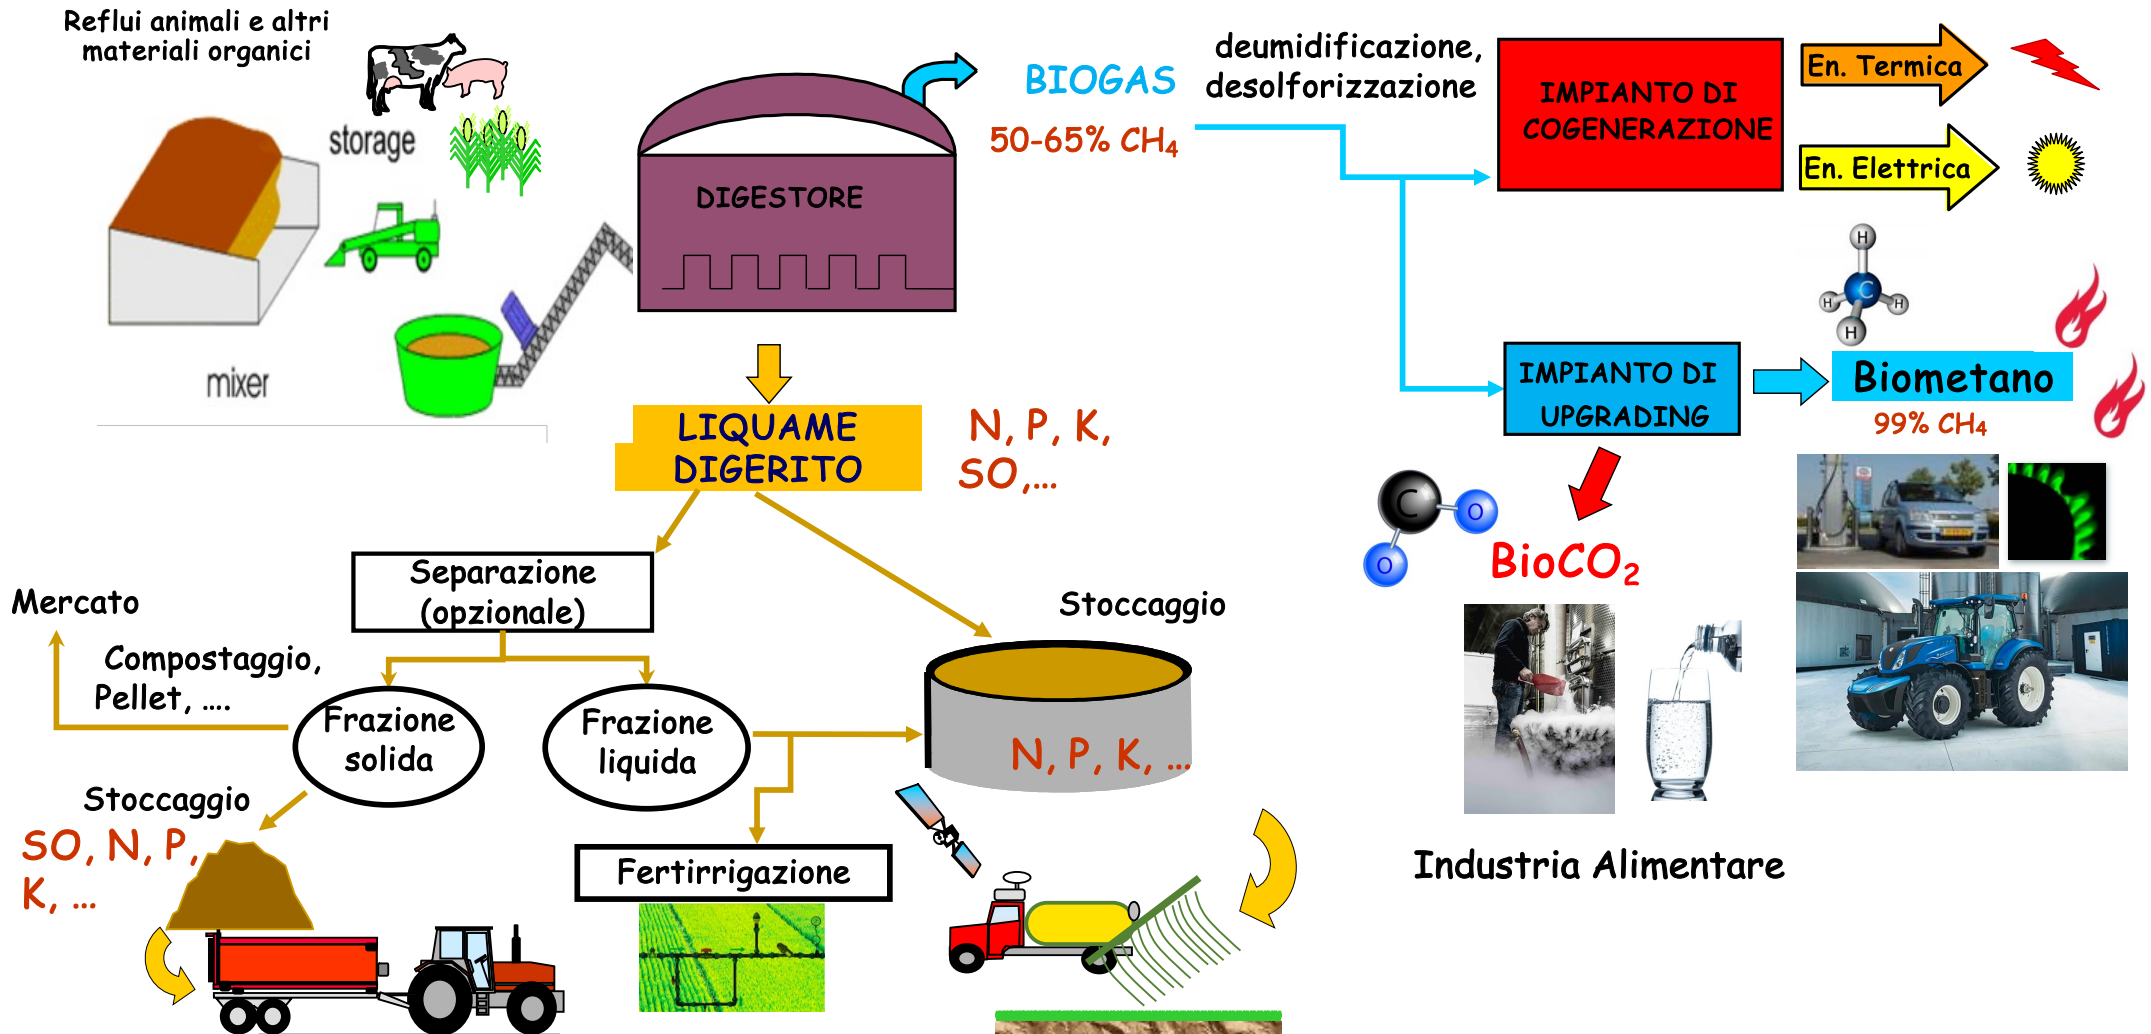 Reflui animali e altri
materiali organici
storage
mixer
DIGESTORE
BIOGAS
50-65% CH₄
deumidificazione,
desolforizzazione
IMPIANTO DI
COGENERAZIONE
En. Termica
En. Elettrica
H
C
H
H
H
IMPIANTO DI
UPGRADING
Biometano
99% CH₄
C
O
O
BioCO₂
Industria Alimentare
LIQUAME
DIGERITO
N, P, K,
SO,...
Separazione
(opzionale)
Mercato
Compostaggio,
Pellet, ....
Frazione
solida
Frazione
liquida
Stoccaggio
N, P, K, ...
Stoccaggio
SO, N, P,
K, ...
Fertirrigazione